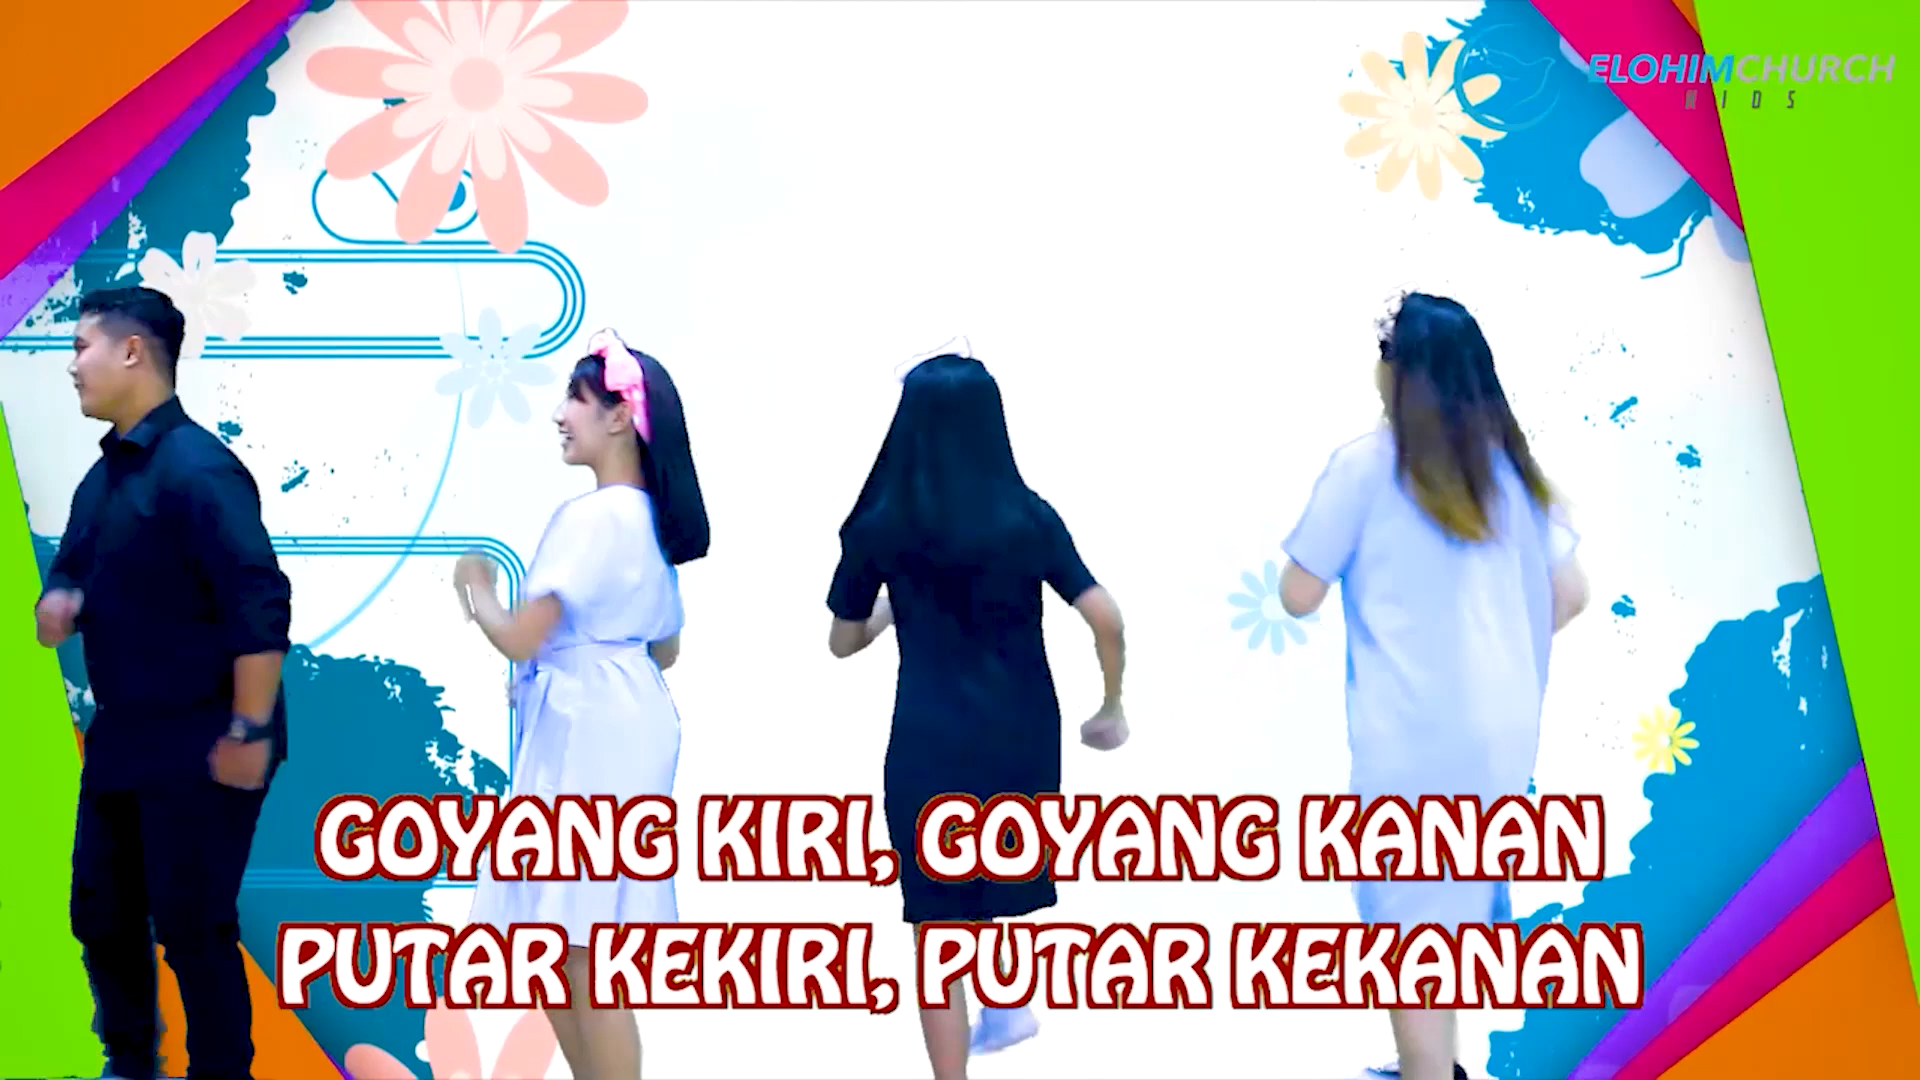 ELOHIMCHURCH
KIDS
GOYANG KIRI, GOYANG KANAN
PUTAR KEKIRI, PUTAR KEKANAN